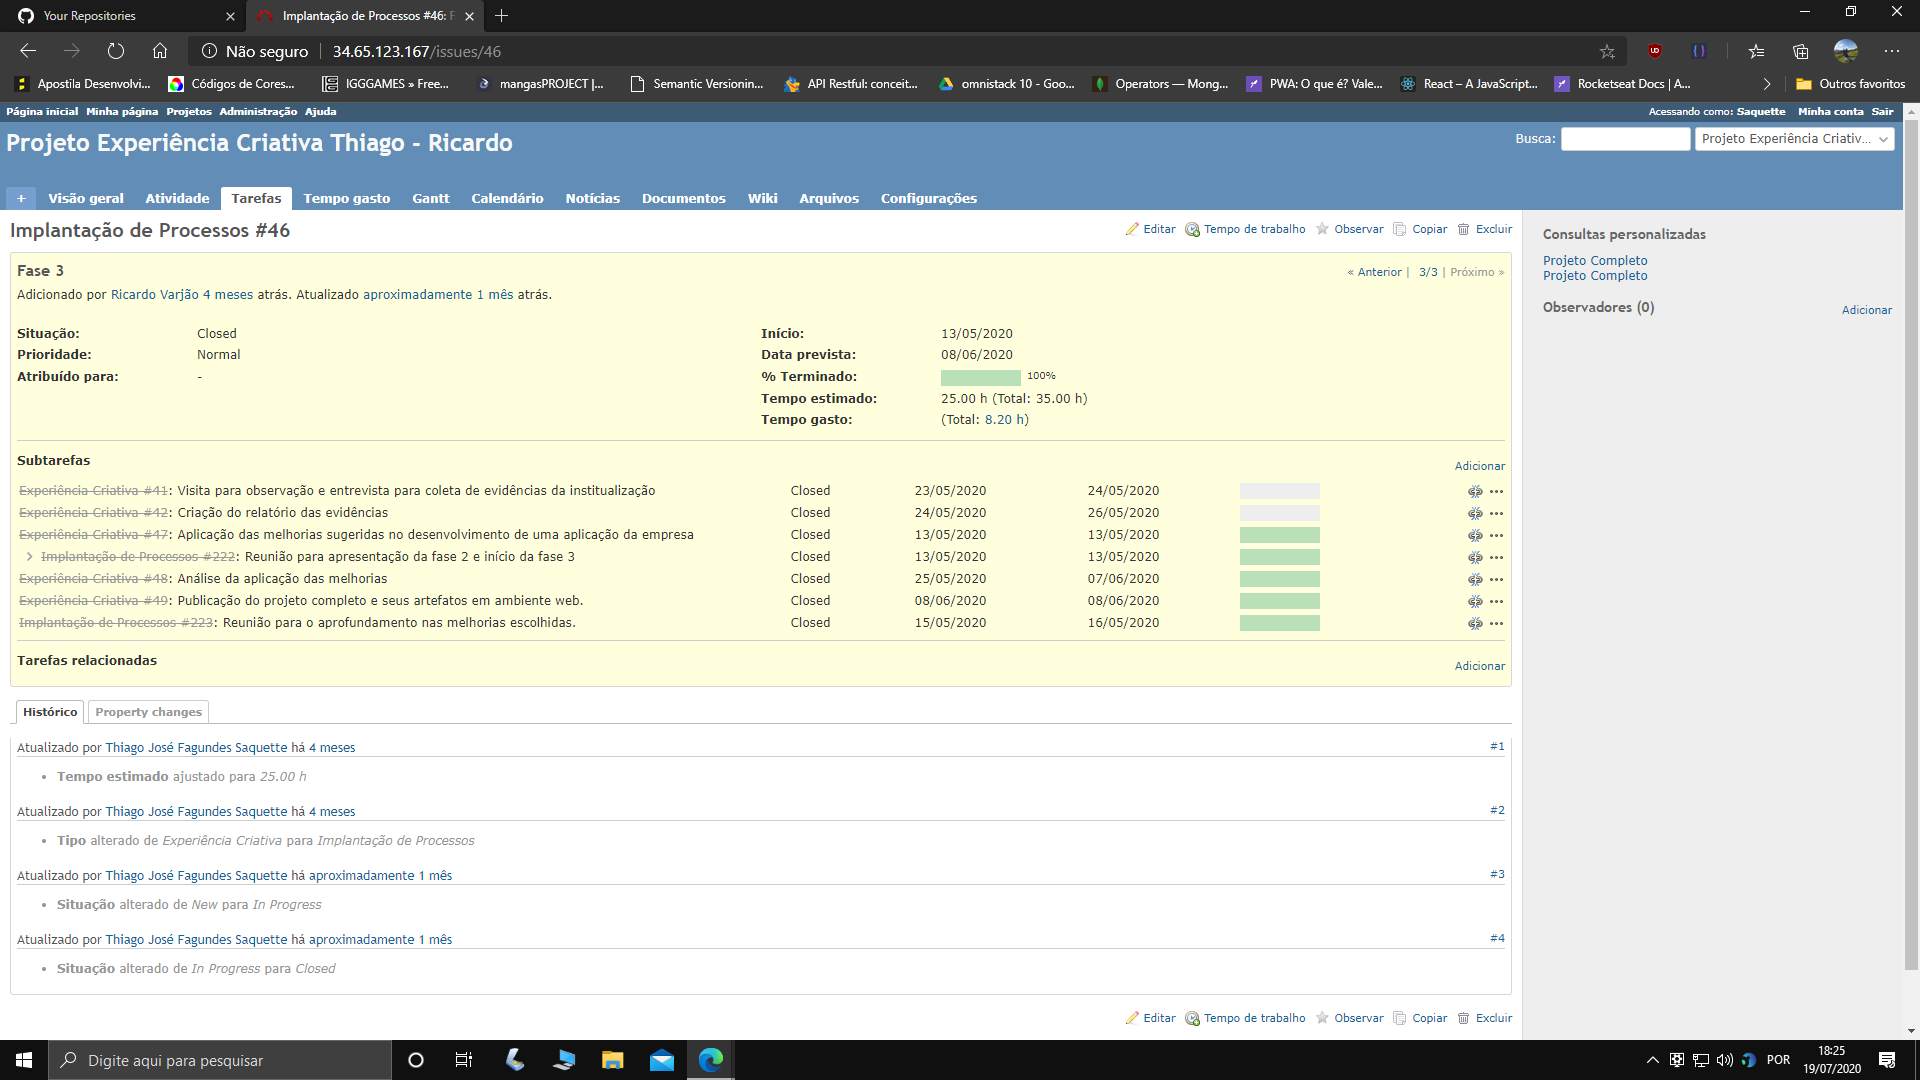 Your Repositories
Implantação de Processos #46: F
Não seguro
34.65.123.167/issues/46
Apostila Desenvolvi... Códigos de Cores... IGGGAMES » Free... mangasPROJECT |... Semantic Versionin... API Restful: conceit... omnistack 10 - Goo... Operators — Mong... PWA: O que é? Vale... React – A JavaScript... Rocketseat Docs | A... Outros favoritos
Página inicial Minha página Projetos Administração Ajuda
Acessando como: Saquette Minha conta Sair
Projeto Experiência Criativa Thiago - Ricardo
Busca: Projeto Experiência Criativ...
+ Visão geral Atividade Tarefas Tempo gasto Gantt Calendário Notícias Documentos Wiki Arquivos Configurações
Implantação de Processos #46
Editar Tempo de trabalho Observar Copiar Excluir
Fase 3
« Anterior | 3/3 | Próximo »
Adicionado por Ricardo Varjão 4 meses atrás. Atualizado aproximadamente 1 mês atrás.
Situação: Closed
Prioridade: Normal
Atribuído para: -
Início: 13/05/2020
Data prevista: 08/06/2020
% Terminado: 100%
Tempo estimado: 25.00 h (Total: 35.00 h)
Tempo gasto: (Total: 8.20 h)
Subtarefas
Adicionar
Experiência Criativa #41: Visita para observação e entrevista para coleta de evidências da institualização Closed 23/05/2020 24/05/2020
Experiência Criativa #42: Criação do relatório das evidências Closed 24/05/2020 26/05/2020
Experiência Criativa #47: Aplicação das melhorias sugeridas no desenvolvimento de uma aplicação da empresa Closed 13/05/2020 13/05/2020
Implantação de Processos #222: Reunião para apresentação da fase 2 e início da fase 3 Closed 13/05/2020 13/05/2020
Experiência Criativa #48: Análise da aplicação das melhorias Closed 25/05/2020 07/06/2020
Experiência Criativa #49: Publicação do projeto completo e seus artefatos em ambiente web. Closed 08/06/2020 08/06/2020
Implantação de Processos #223: Reunião para o aprofundamento nas melhorias escolhidas. Closed 15/05/2020 16/05/2020
Tarefas relacionadas
Adicionar
Histórico Property changes
Atualizado por Thiago José Fagundes Saquette há 4 meses #1
Tempo estimado ajustado para 25.00 h
Atualizado por Thiago José Fagundes Saquette há 4 meses #2
Tipo alterado de Experiência Criativa para Implantação de Processos
Atualizado por Thiago José Fagundes Saquette há aproximadamente 1 mês #3
Situação alterado de New para In Progress
Atualizado por Thiago José Fagundes Saquette há aproximadamente 1 mês #4
Situação alterado de In Progress para Closed
Editar Tempo de trabalho Observar Copiar Excluir
Consultas personalizadas
Projeto Completo
Projeto Completo
Observadores (0)
Adicionar
Digite aqui para pesquisar
POR
18:25
19/07/2020